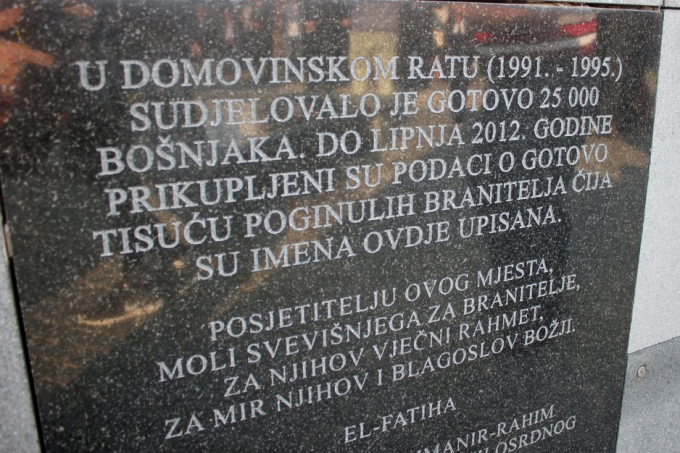 U DOMOVINSKOM RATU (1991. - 1995.)
SUDJELOVALO JE GOTOVO 25 000
BOŠNJAKA. DO LIPNJA 2012. GODINE
PRIKUPLJENI SU PODACI O GOTOVO
TISUĆU POGINULIH BRANITELJA ČIJA
SU IMENA OVDJE UPISANA.
POSJETITELJU OVOG MJESTA,
MOLI SVEVIŠNJEGA ZA BRANITELJE,
ZA NJIHOV VJEČNI RAHMET,
ZA MIR NJIHOV I BLAGOSLOV BOŽJI.
EL-FATIHA